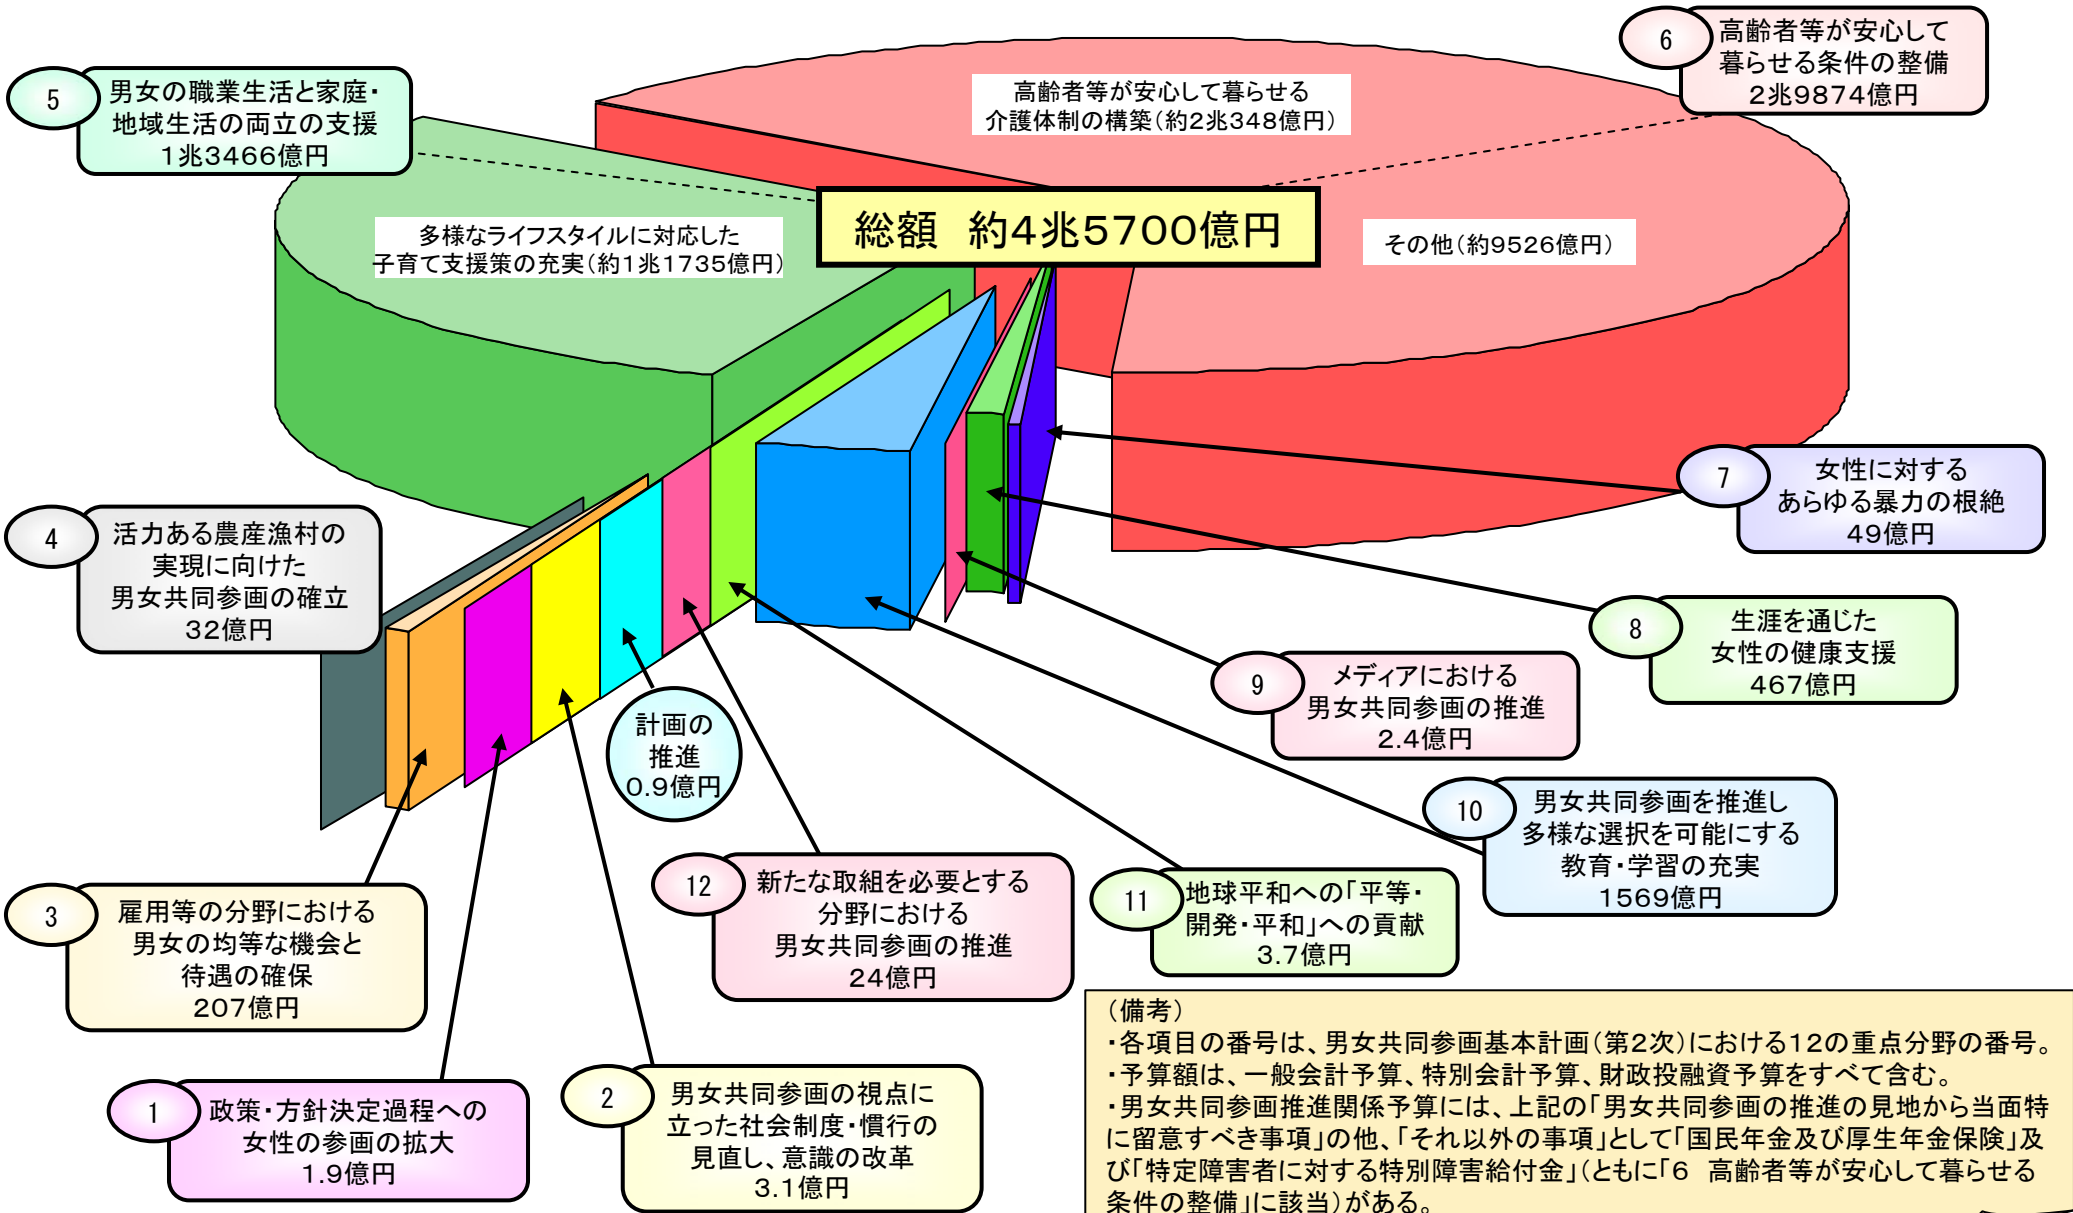 5
男女の職業生活と家庭・
地域生活の両立の支援
1兆3466億円
高齢者等が安心して暮らせる
介護体制の構築(約2兆348億円)
6
高齢者等が安心して
暮らせる条件の整備
2兆9874億円
多様なライフスタイルに対応した
子育て支援策の充実(約1兆1735億円)
総額 約4兆5700億円
その他(約9526億円)
7
女性に対する
あらゆる暴力の根絶
49億円
4
活力ある農産漁村の
実現に向けた
男女共同参画の確立
32億円
8
生涯を通じた
女性の健康支援
467億円
9
メディアにおける
男女共同参画の推進
2.4億円
計画の
推進
0.9億円
10
男女共同参画を推進し
多様な選択を可能にする
教育・学習の充実
1569億円
12
新たな取組を必要とする
分野における
男女共同参画の推進
24億円
11
地球平和への「平等・
開発・平和」への貢献
3.7億円
3
雇用等の分野における
男女の均等な機会と
待遇の確保
207億円
1
政策・方針決定過程への
女性の参画の拡大
1.9億円
2
男女共同参画の視点に
立った社会制度・慣行の
見直し、意識の改革
3.1億円
(備考)
・各項目の番号は、男女共同参画基本計画(第2次)における12の重点分野の番号。
・予算額は、一般会計予算、特別会計予算、財政投融資予算をすべて含む。
・男女共同参画推進関係予算には、上記の「男女共同参画の推進の見地から当面特
に留意すべき事項」の他、「それ以外の事項」として「国民年金及び厚生年金保険」及
び「特定障害者に対する特別障害給付金」(ともに「6 高齢者等が安心して暮らせる
条件の整備」に該当)がある。